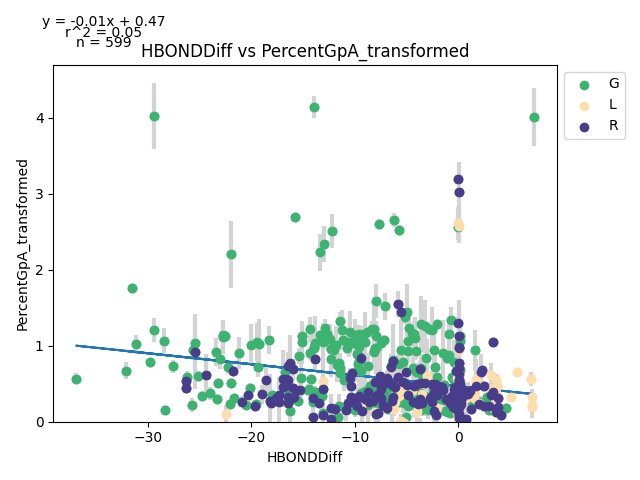 y = -0.01x + 0.47
r^2 = 0.05
n = 599
HBONDDiff vs PercentGpA_transformed
G
L
R
PercentGpA_transformed
4
3
2
1
0
−30
−20
−10
0
HBONDDiff